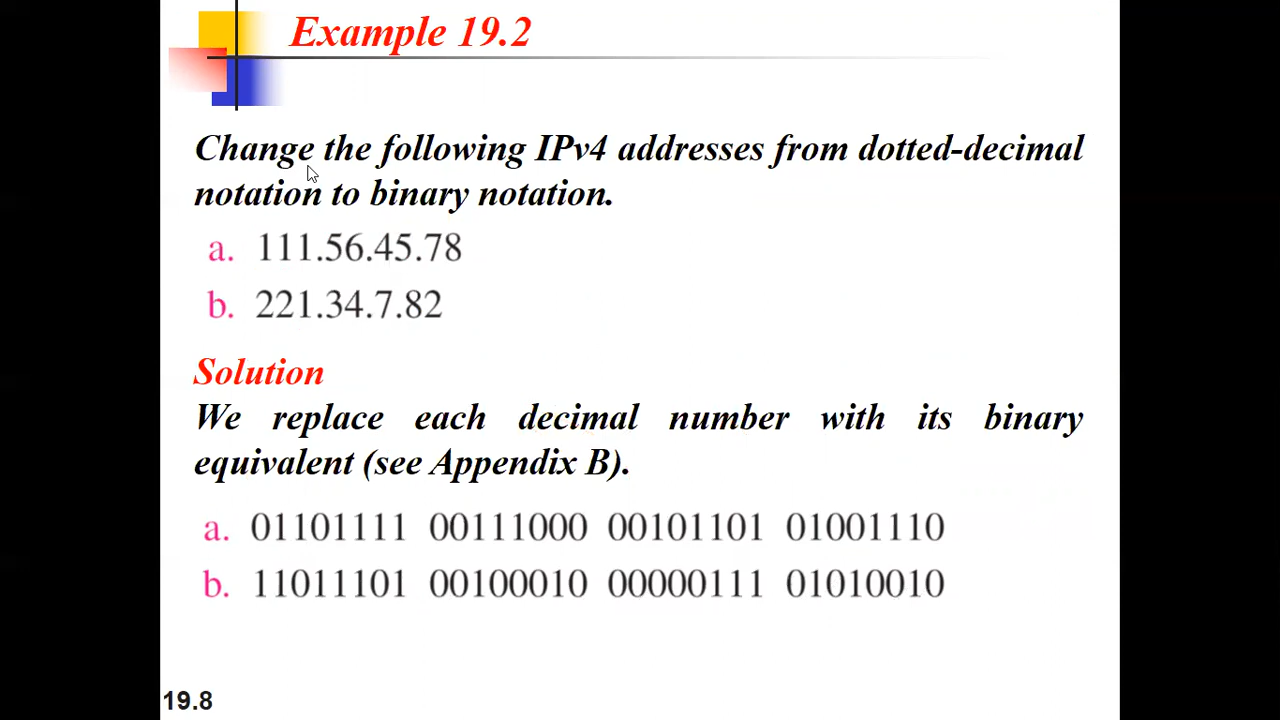 Example 19.2
Change the following IPv4 addresses from dotted-decimal
notation to binary notation.
a. 111.56.45.78
b. 221.34.7.82
Solution
We replace each decimal number with its binary
equivalent (see Appendix B).
a. 01101111 00111000 00101101 01001110
b. 11011101 00100010 00000111 01010010
19.8